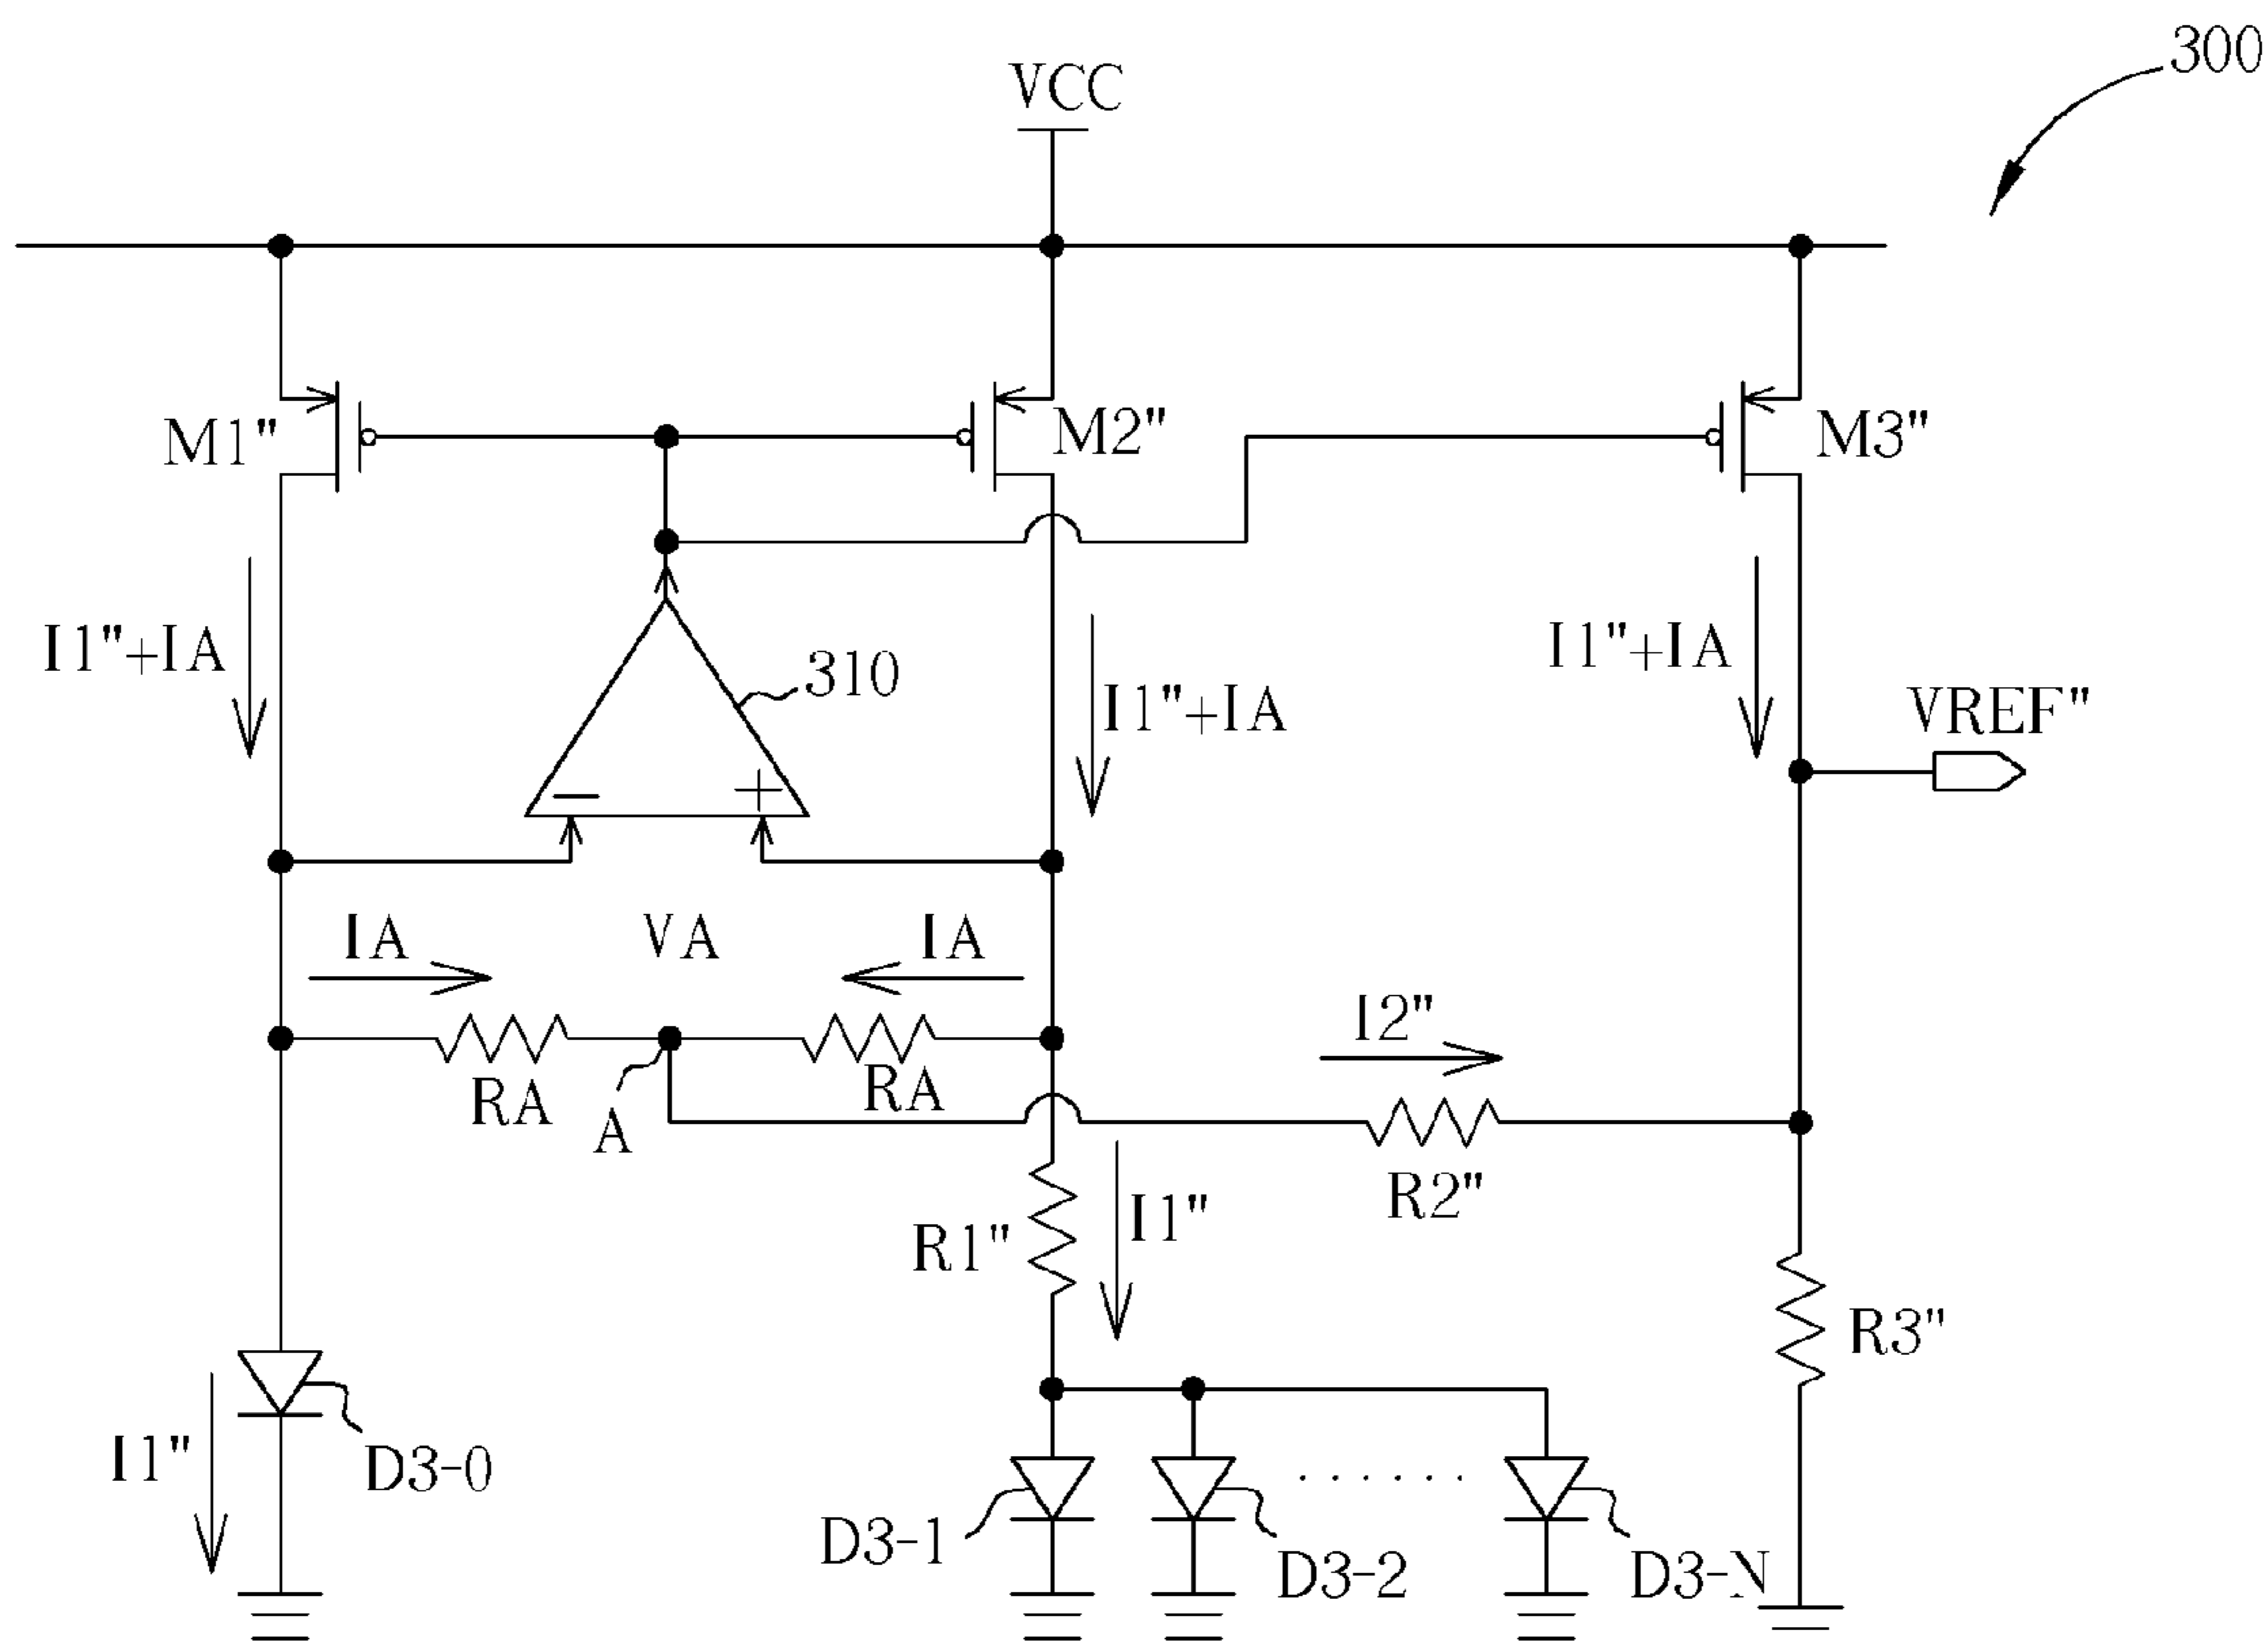 300
VCC
M1"
M2"
M3"
I1"+IA
310
I1"+IA
I1"+IA
VREF"
−
+
IA
VA
IA
I2"
RA
A
RA
R2"
R1"
I1"
R3"
I1"
D3-0
D3-1
D3-2
......
D3-N